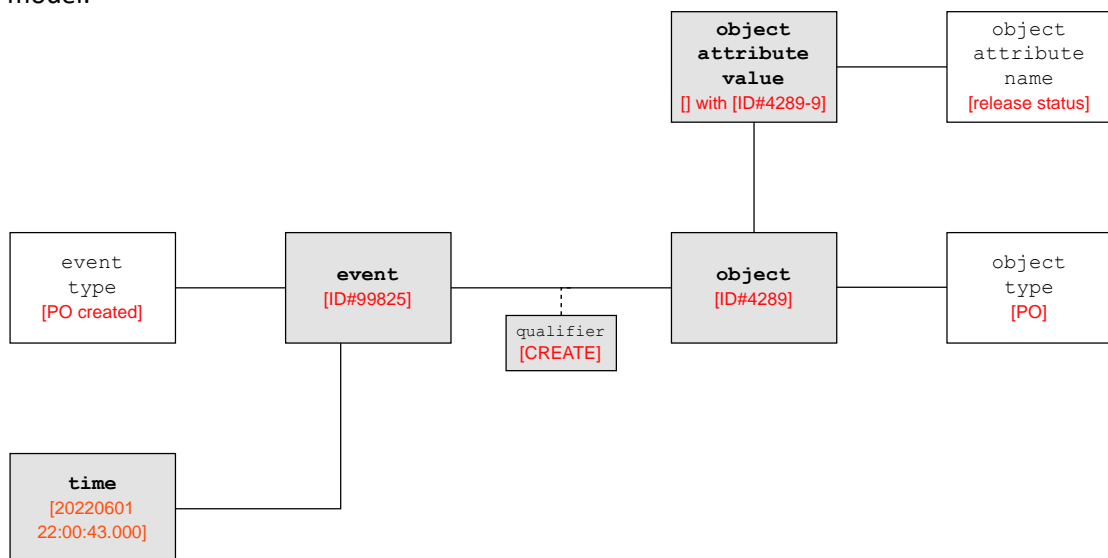 model.
object
attribute
value
[] with [ID#4289-9]
object
attribute
name
[release status]
event
type
[PO created]
event
[ID#99825]
object
[ID#4289]
object
type
[PO]
qualifier
[CREATE]
time
[20220601
22:00:43.000]